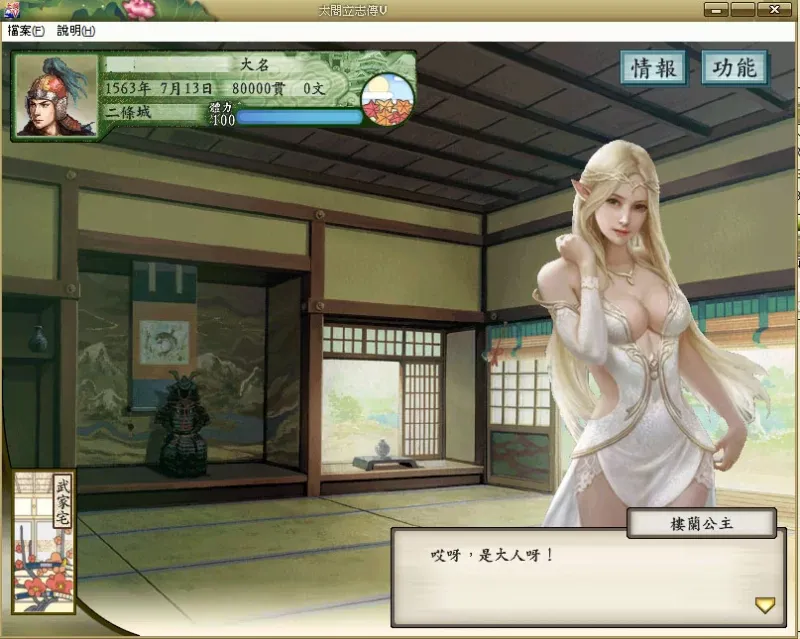 太閤立志傳V
檔案(F) 說明(H)
大名
1563年 7月13日 80000貫 0文
二條城
體力
100
情報
功能
武家宅
樓蘭公主
哎呀，是大人呀！